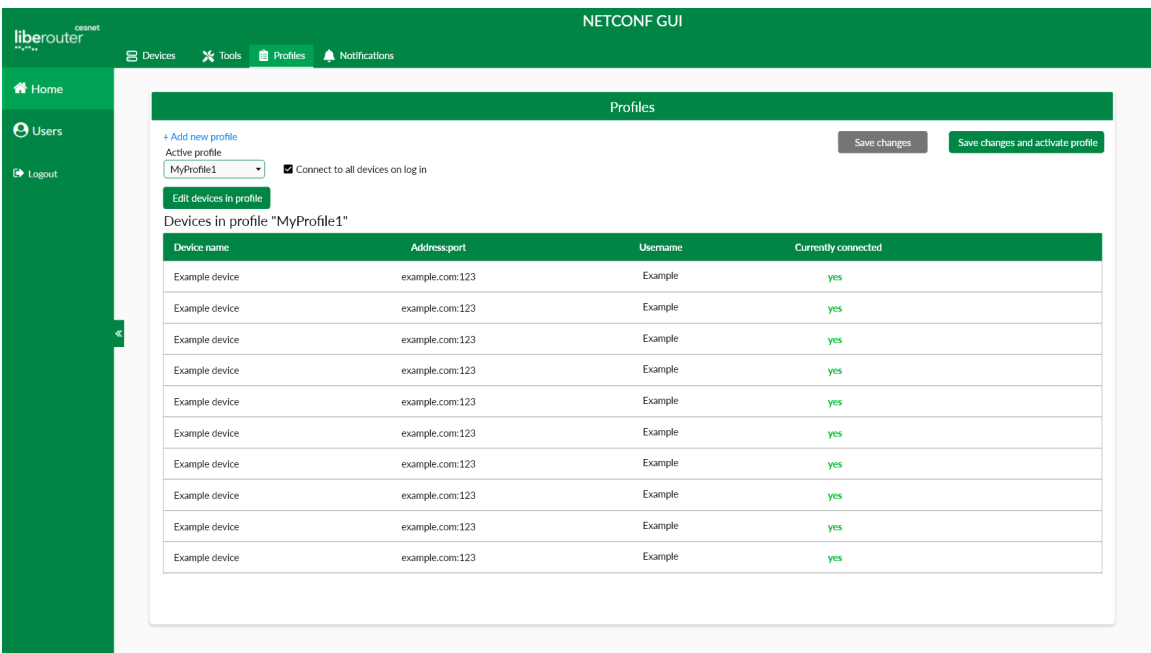 cesnet
liberouter
NETCONF GUI
Devices Tools Profiles Notifications
Home
Users
Logout
Profiles
+ Add new profile
Active profile
MyProfile1
Connect to all devices on log in
Save changes
Save changes and activate profile
Edit devices in profile
Devices in profile "MyProfile1"
Device name Address:port Username Currently connected
Example device example.com:123 Example yes
Example device example.com:123 Example yes
Example device example.com:123 Example yes
Example device example.com:123 Example yes
Example device example.com:123 Example yes
Example device example.com:123 Example yes
Example device example.com:123 Example yes
Example device example.com:123 Example yes
Example device example.com:123 Example yes
Example device example.com:123 Example yes